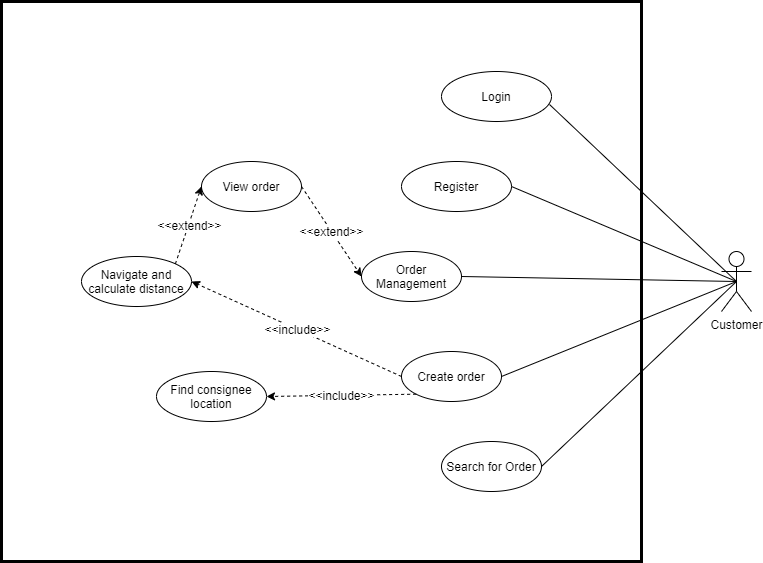 Login
View order
Register
<<extend>>
<<extend>>
Order
Management
Navigate and
calculate distance
Customer
<<include>>
Create order
Find consignee
location
<<include>>
Search for Order